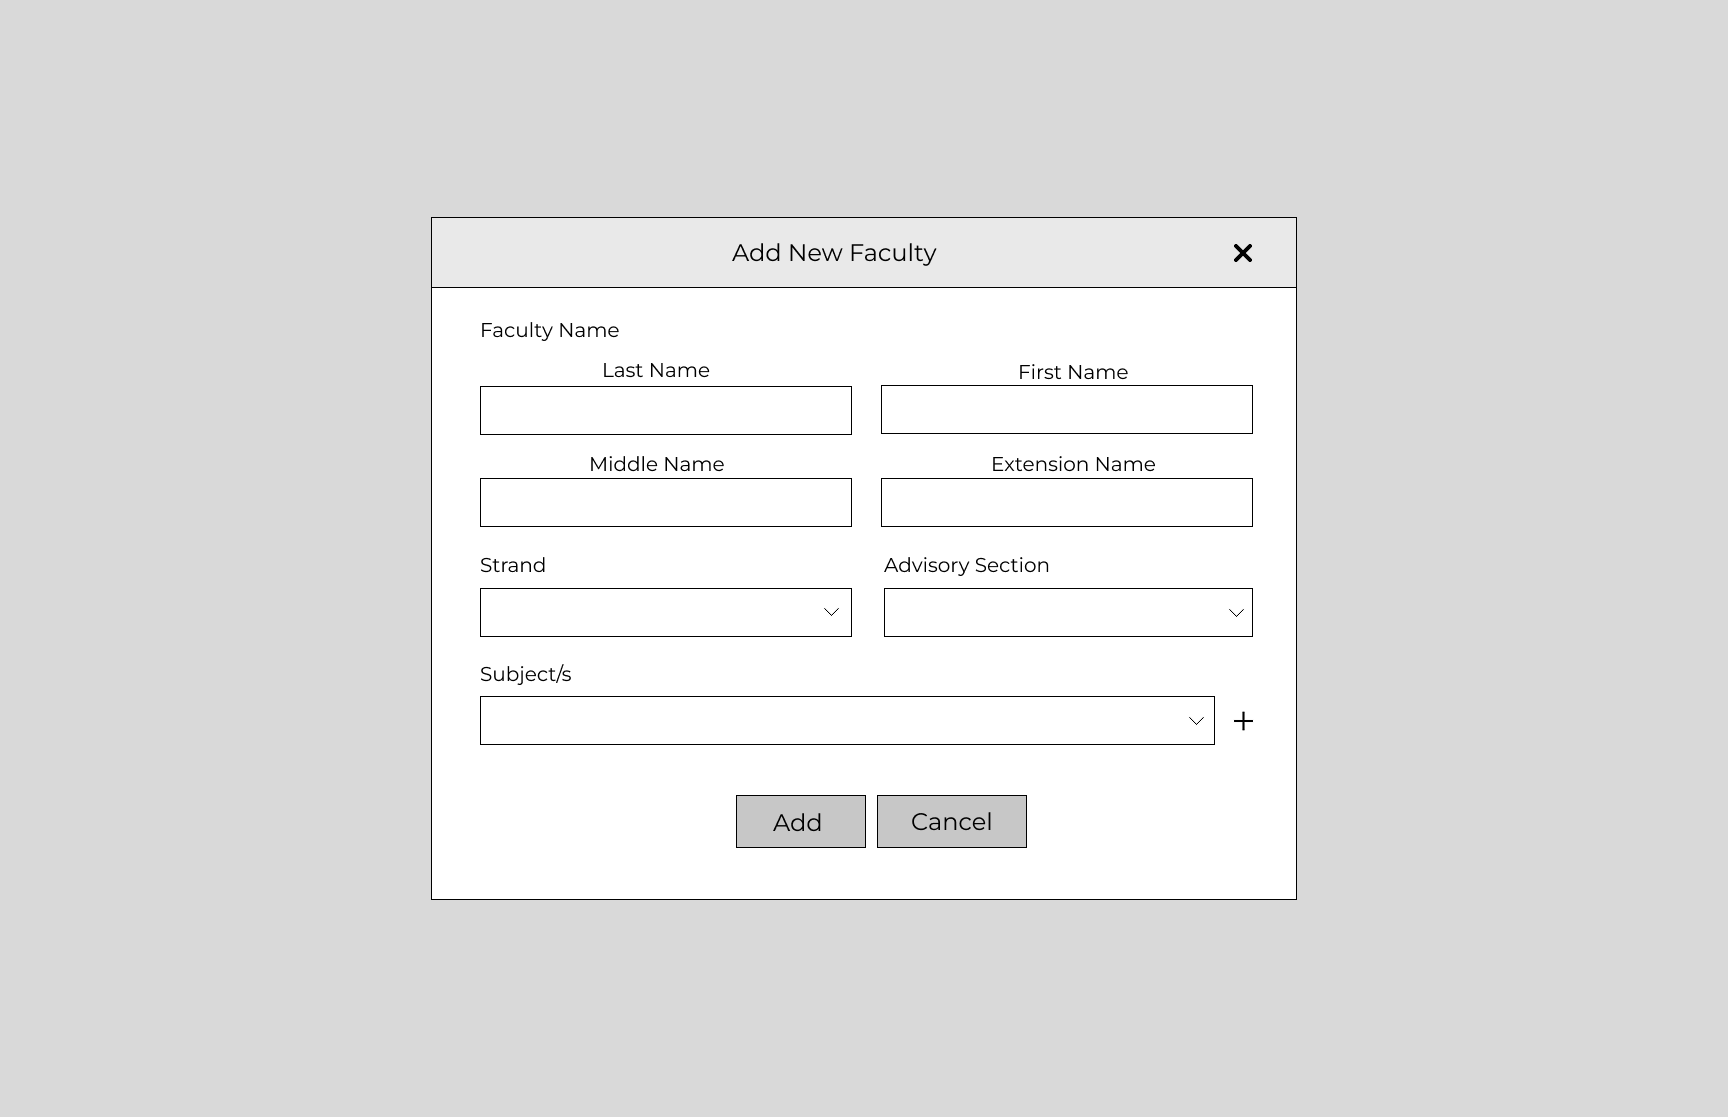 Add New Faculty
Faculty Name
Last Name
First Name
Middle Name
Extension Name
Strand
Advisory Section
Subject/s
Add
Cancel